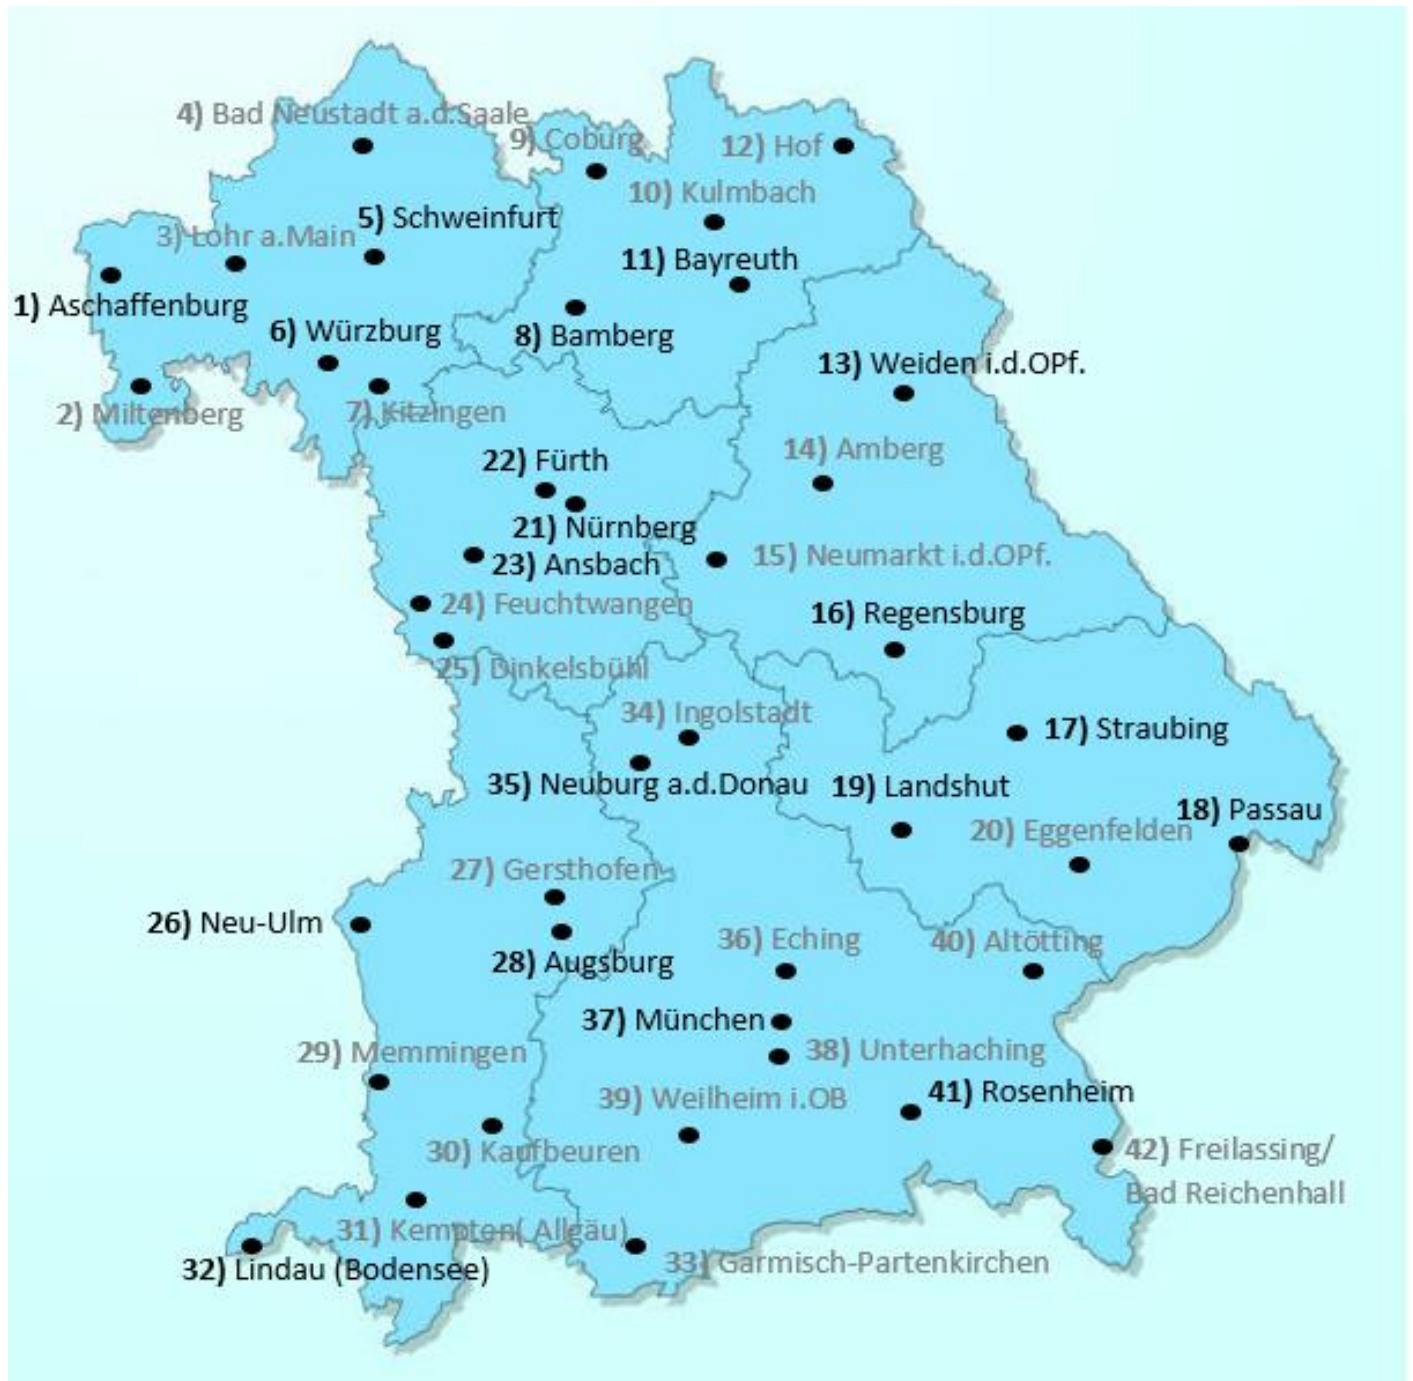 4) Bad Neustadt a.d.Saale
9) Coburg
12) Hof
10) Kulmbach
5) Schweinfurt
3) Lohr a.Main
11) Bayreuth
1) Aschaffenburg
6) Würzburg
8) Bamberg
13) Weiden i.d.OPf.
2) Miltenberg
7) Kitzingen
14) Amberg
22) Fürth
21) Nürnberg
15) Neumarkt i.d.OPf.
23) Ansbach
24) Feuchtwangen
16) Regensburg
25) Dinkelsbühl
34) Ingolstadt
17) Straubing
35) Neuburg a.d.Donau
19) Landshut
18) Passau
20) Eggenfelden
27) Gersthofen
26) Neu-Ulm
36) Eching
40) Altötting
28) Augsburg
37) München
29) Memmingen
38) Unterhaching
41) Rosenheim
39) Weilheim i.OB
30) Kaufbeuren
42) Freilassing/
Bad Reichenhall
31) Kempten( Allgäu)
33) Garmisch-Partenkirchen
32) Lindau (Bodensee)